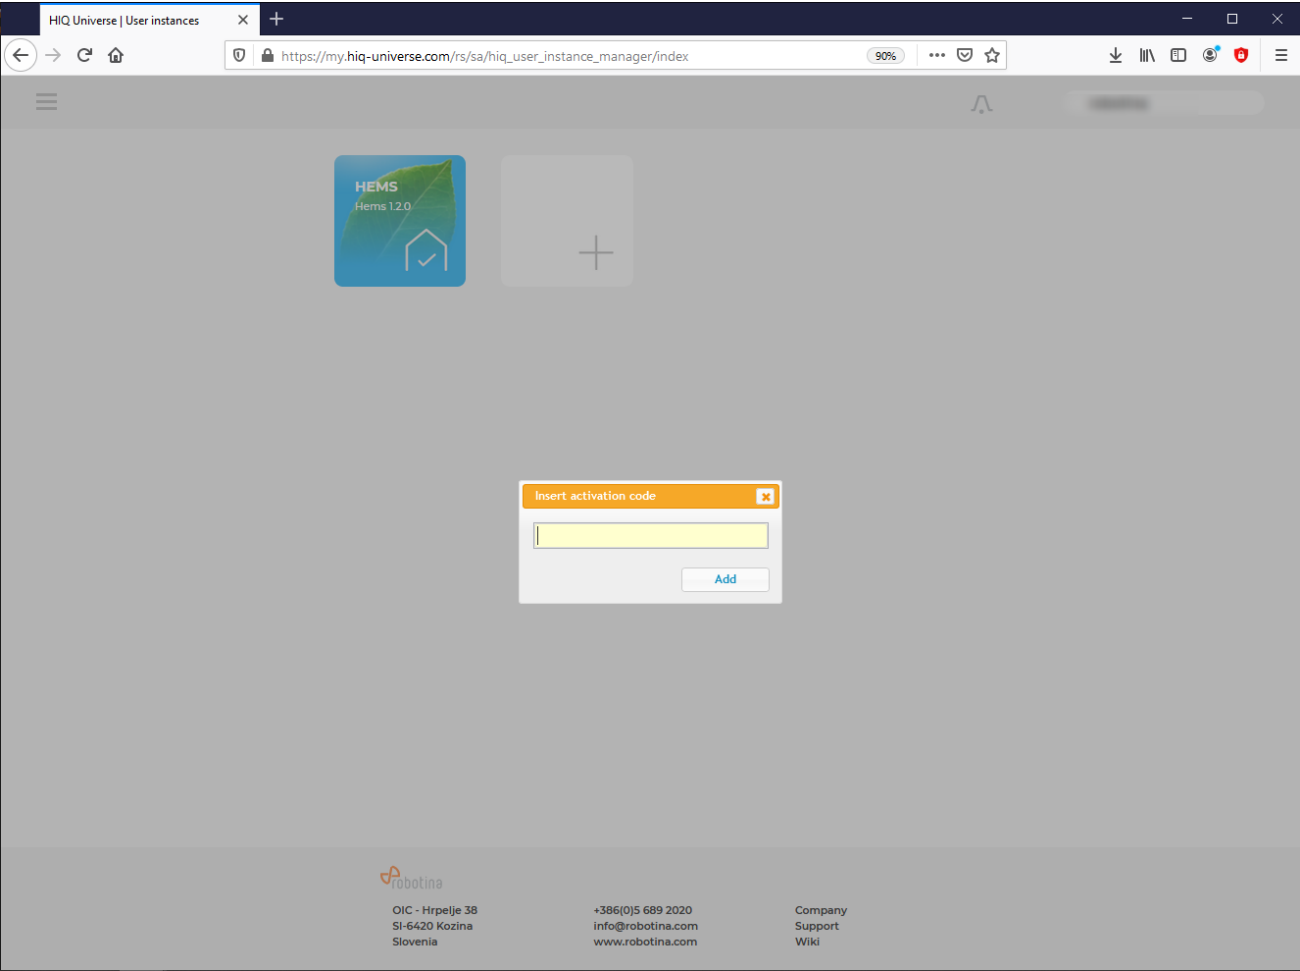 HIQ Universe | User instances
https://my.hiq-universe.com/rs/sa/hiq_user_instance_manager/index
90%
HEMS
Hems 1.2.0
Insert activation code
Add
robotina
OIC - Hrpelje 38
SI-6420 Kozina
Slovenia
+386(0)5 689 2020
info@robotina.com
www.robotina.com
Company
Support
Wiki